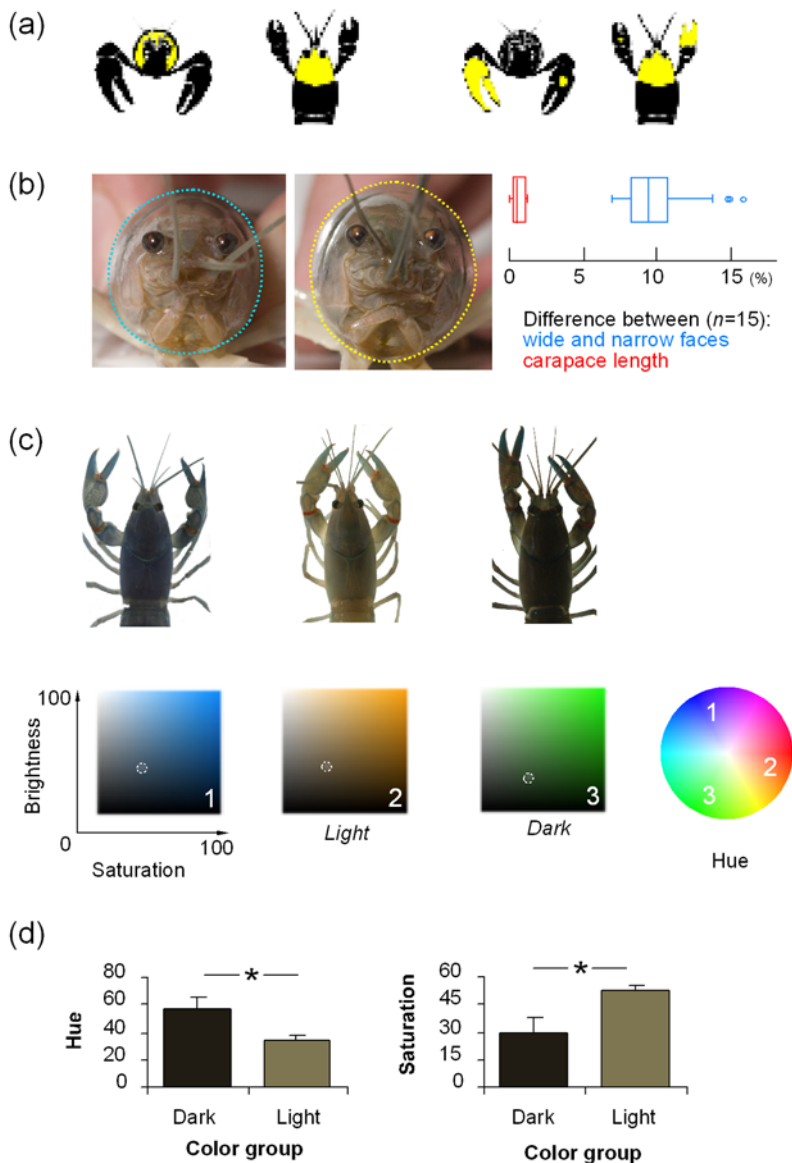 (a)
(b)
0 5 10 15 (%)
Difference between (n=15):
wide and narrow faces
carapace length
(c)
100
Brightness
0
Saturation
100
1
2
3
Light
Dark
1
2
3
Hue
(d)
80
60
40
20
0
Hue
*
Dark Light
Color group
60
45
30
15
0
Saturation
*
Dark Light
Color group